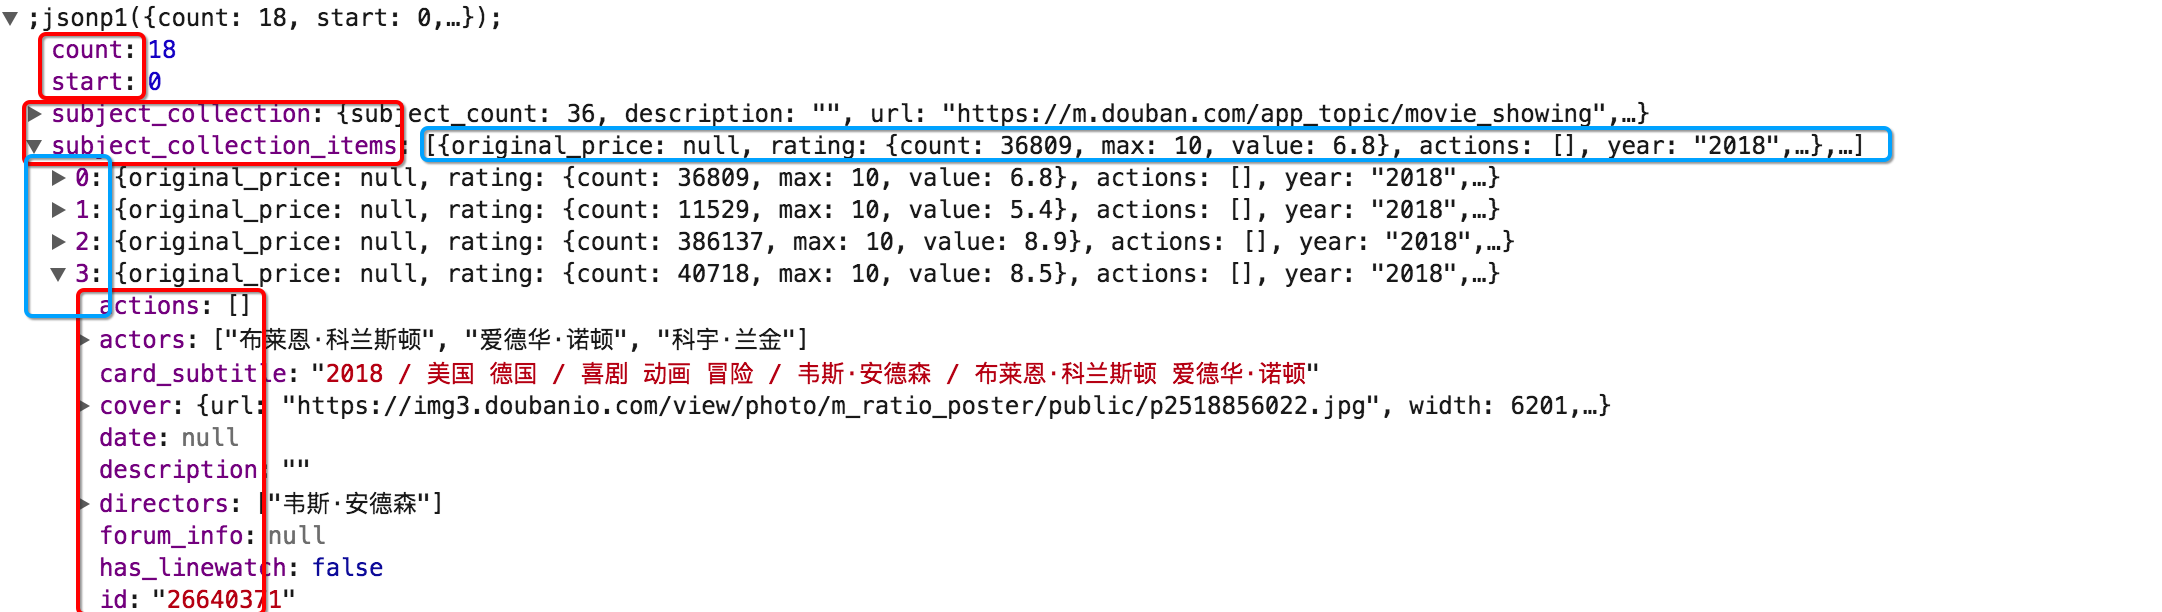 ▼ ;jsonp1({count: 18, start: 0,…});
count: 18
start: 0
▶ subject_collection: {subject_count: 36, description: "", url: "https://m.douban.com/app_topic/movie_showing",…}
▼ subject_collection_items: [{original_price: null, rating: {count: 36809, max: 10, value: 6.8}, actions: [], year: "2018",…},…]
▶ 0: {original_price: null, rating: {count: 36809, max: 10, value: 6.8}, actions: [], year: "2018",…}
▶ 1: {original_price: null, rating: {count: 11529, max: 10, value: 5.4}, actions: [], year: "2018",…}
▶ 2: {original_price: null, rating: {count: 386137, max: 10, value: 8.9}, actions: [], year: "2018",…}
▼ 3: {original_price: null, rating: {count: 40718, max: 10, value: 8.5}, actions: [], year: "2018",…}
actions: []
▶ actors: ["布莱恩·科兰斯顿", "爱德华·诺顿", "科宇·兰金"]
card_subtitle: "2018 / 美国 德国 / 喜剧 动画 冒险 / 韦斯·安德森 / 布莱恩·科兰斯顿 爱德华·诺顿"
▶ cover: {url: "https://img3.doubanio.com/view/photo/m_ratio_poster/public/p2518856022.jpg", width: 6201,…}
date: null
description: ""
▶ directors: ["韦斯·安德森"]
forum_info: null
has_linewatch: false
id: "26640371"